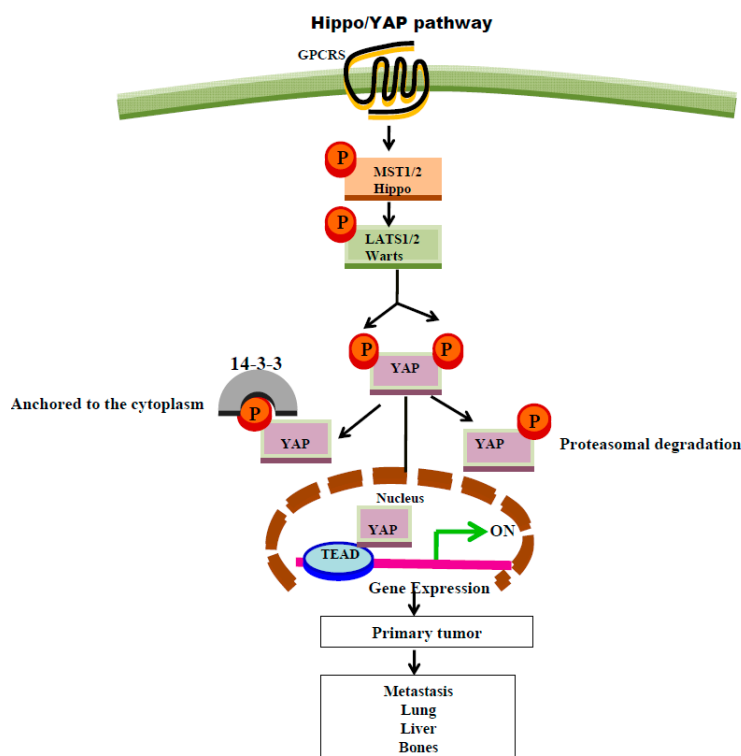 Hippo/YAP pathway
GPCRS
P
MST1/2
Hippo
P
LATS1/2
Warts
P
P
YAP
14-3-3
Anchored to the cytoplasm
P
YAP
P
YAP
Proteasomal degradation
Nucleus
YAP
ON
TEAD
Gene Expression
Primary tumor
Metastasis
Lung
Liver
Bones